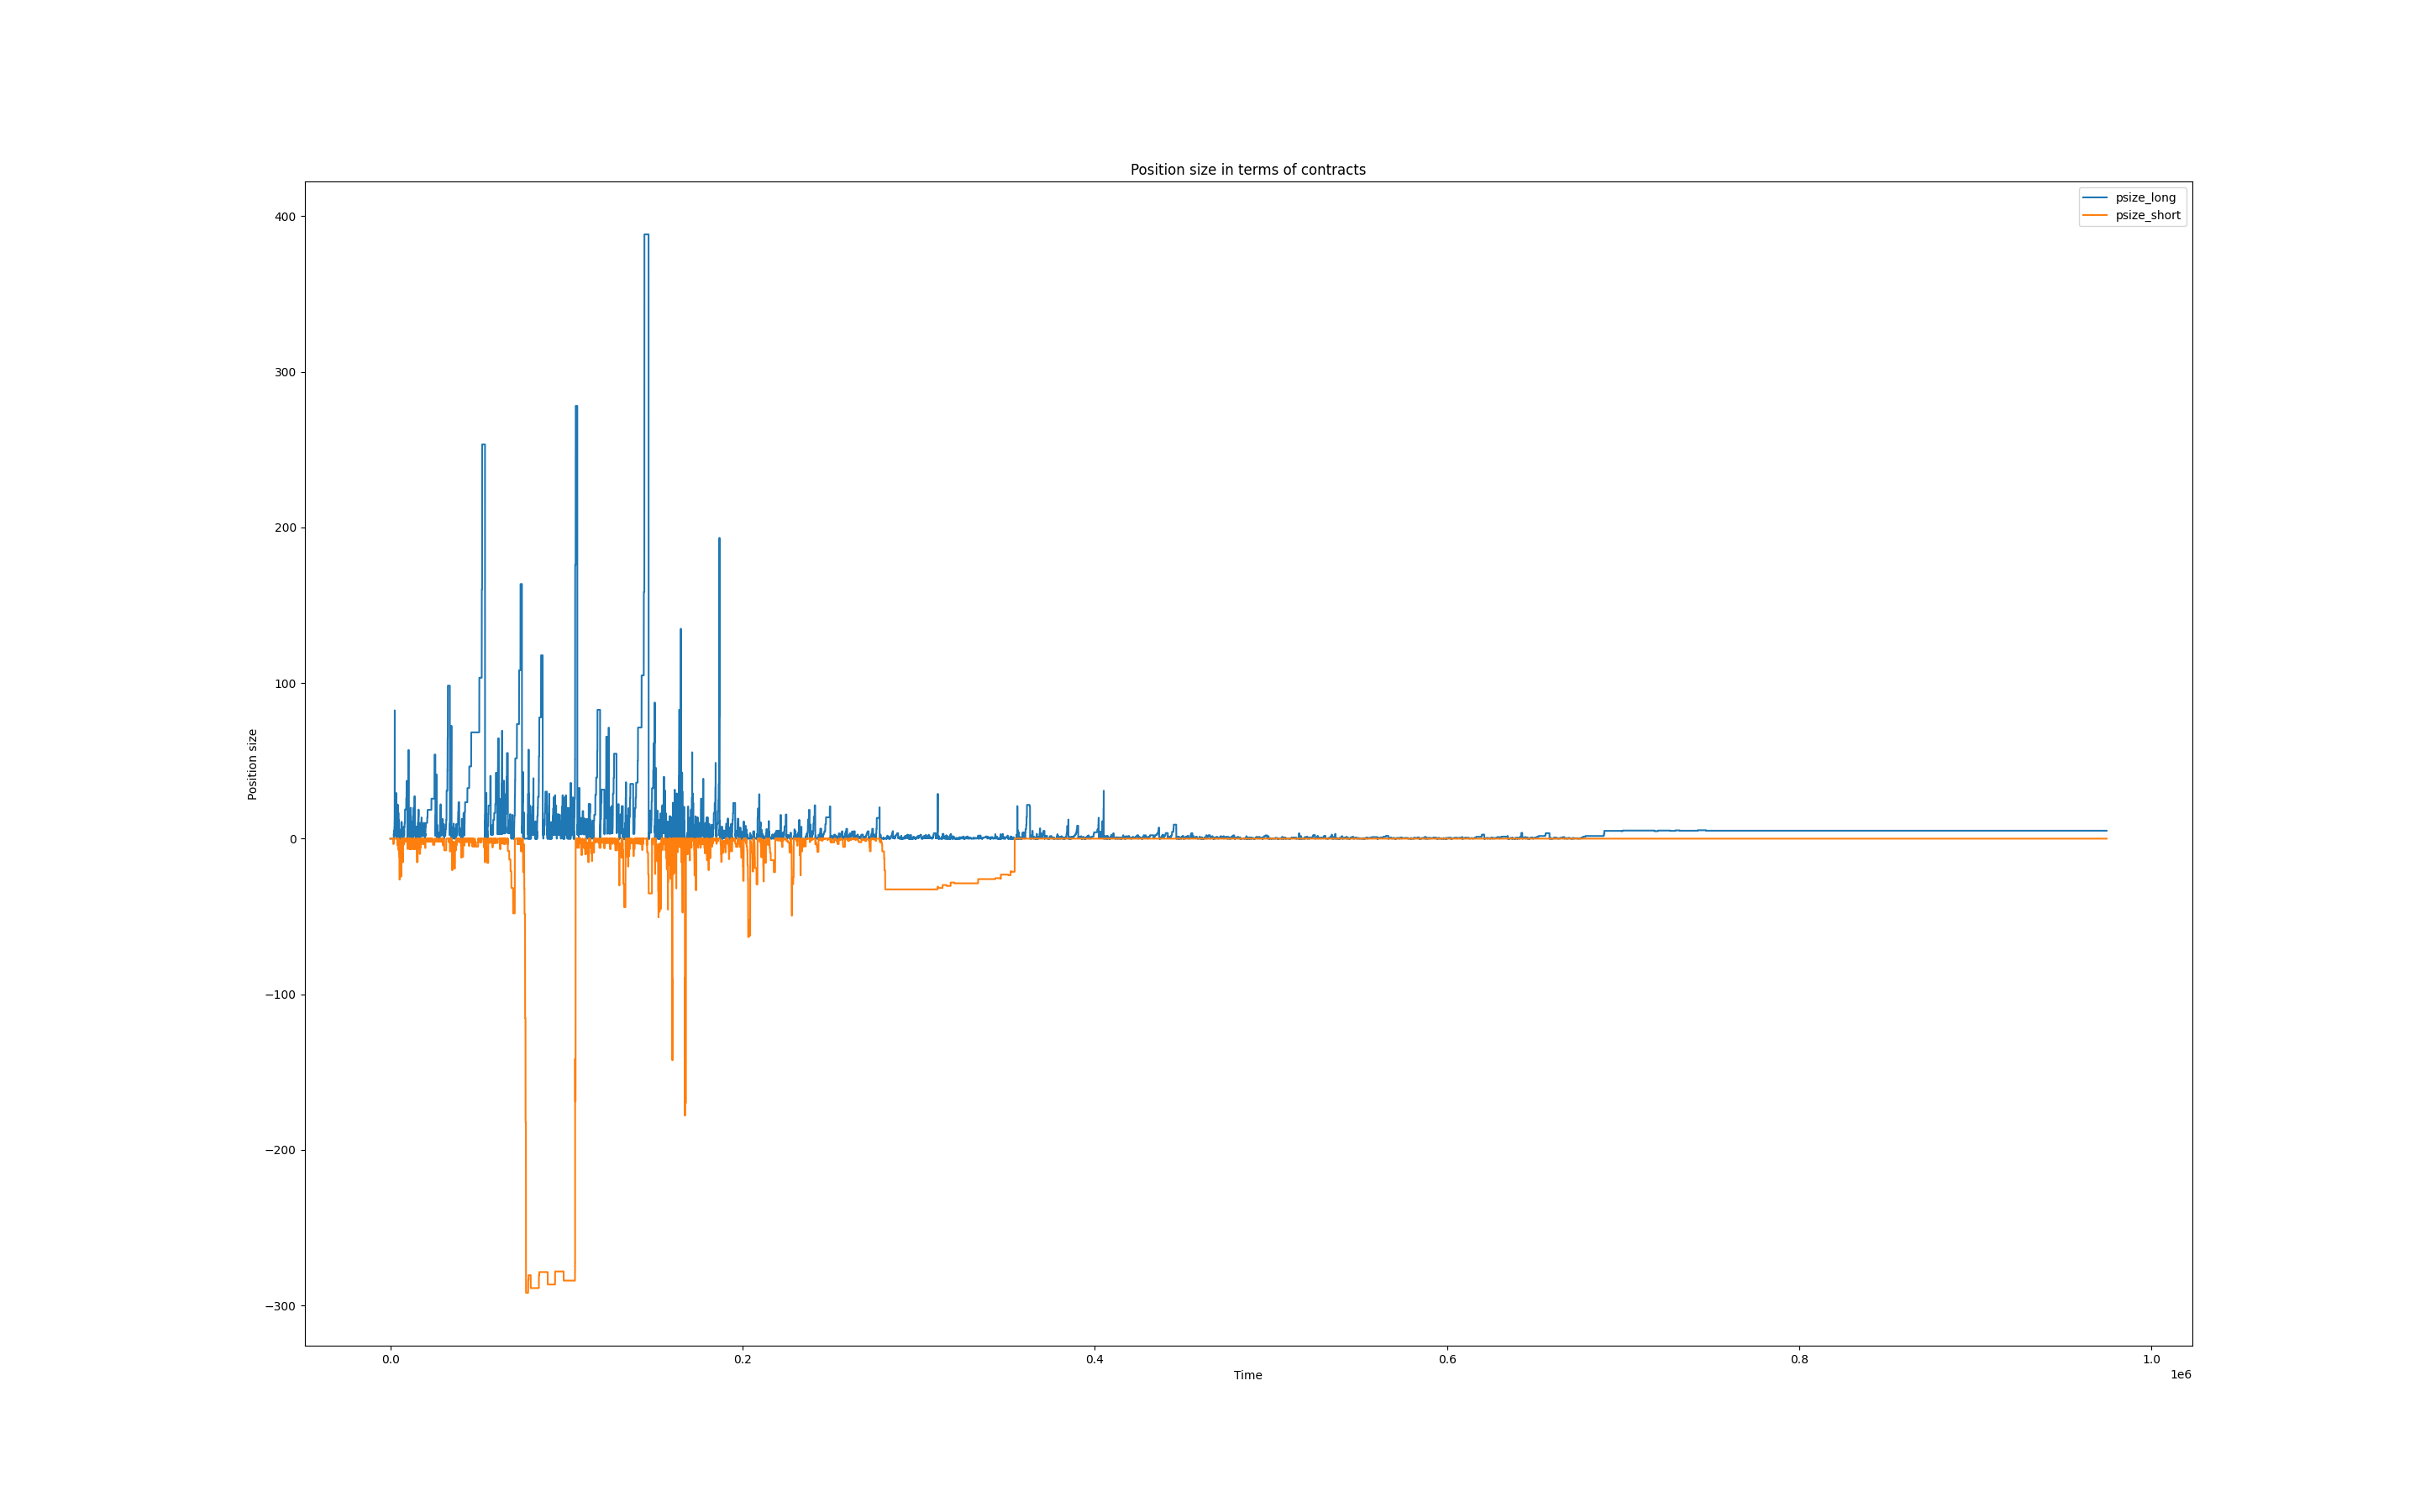 Position size in terms of contracts
psize_long
psize_short
400
300
200
100
0
−100
−200
−300
Position size
0.0
0.2
0.4
0.6
0.8
1.0
1e6
Time